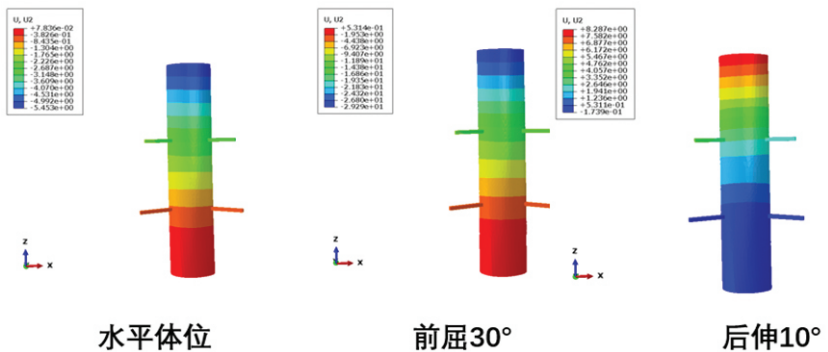 U, U2
+7.836e-02
-3.826e-01
-8.435e-01
-1.304e+00
-1.765e+00
-2.226e+00
-2.687e+00
-3.148e+00
-3.609e+00
-4.070e+00
-4.531e+00
-4.992e+00
-5.453e+00
z
x
水平体位
U, U2
+5.314e-01
-1.953e+00
-4.438e+00
-6.923e+00
-9.407e+00
-1.189e+01
-1.438e+01
-1.686e+01
-1.935e+01
-2.183e+01
-2.432e+01
-2.680e+01
-2.929e+01
z
x
前屈30°
U, U2
+8.287e+00
+7.582e+00
+6.877e+00
+6.172e+00
+5.467e+00
+4.762e+00
+4.057e+00
+3.352e+00
+2.646e+00
+1.941e+00
+1.236e+00
+5.311e-01
-1.739e-01
z
x
后伸10°